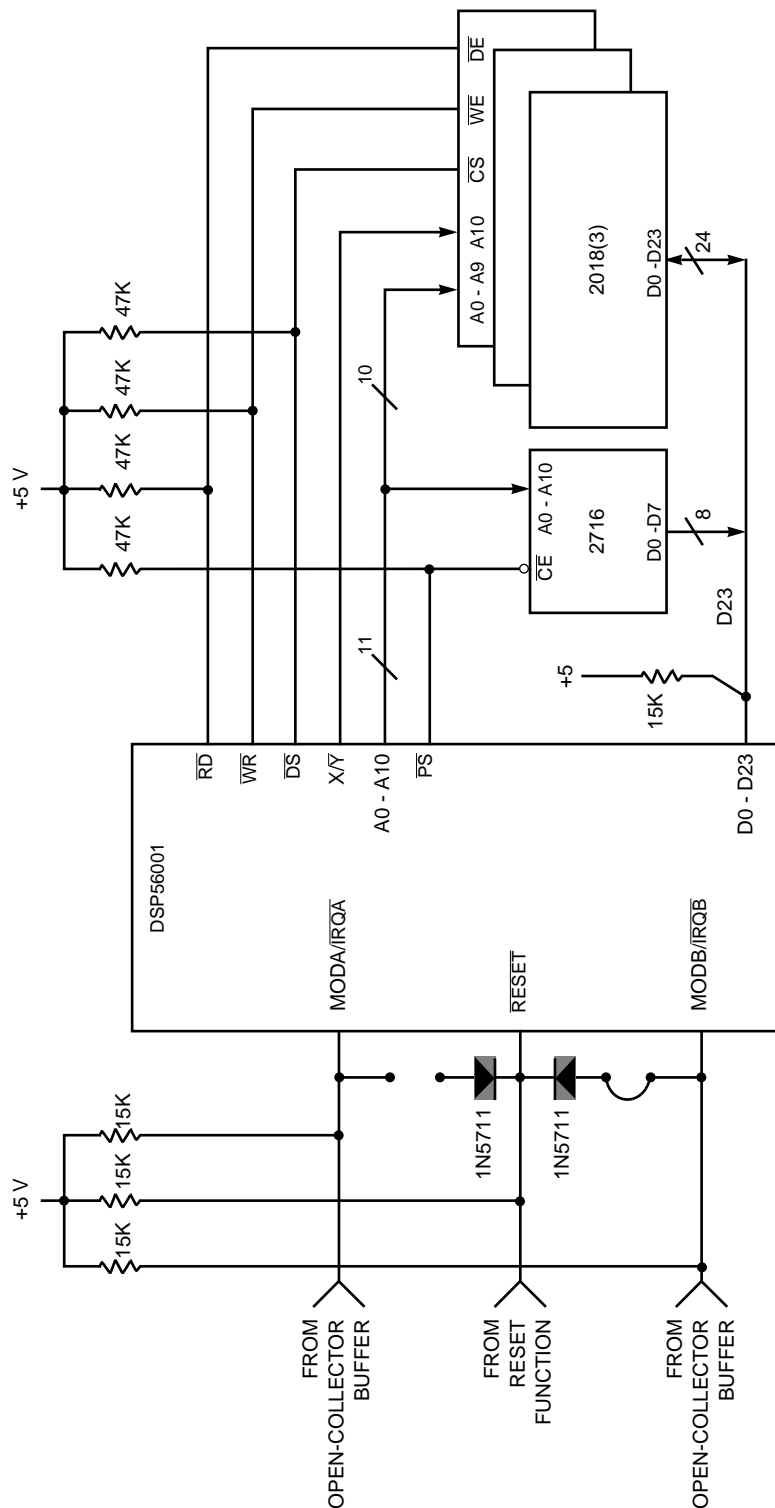 +5 V
15K
15K
15K
FROM
OPEN-COLLECTOR
BUFFER
FROM
RESET
FUNCTION
FROM
OPEN-COLLECTOR
BUFFER
1N5711
1N5711
DSP56001
MODA/IRQA
RESET
MODB/IRQB
RD
WR
DS
X/Y
A0 - A10
PS
D0 - D23
+5 V
47K
47K
47K
47K
11
10
+5
15K
D23
CE
A0 - A10
2716
D0 -D7
8
A0 - A9
A10
CS
WE
DE
2018(3)
D0 -D23
24